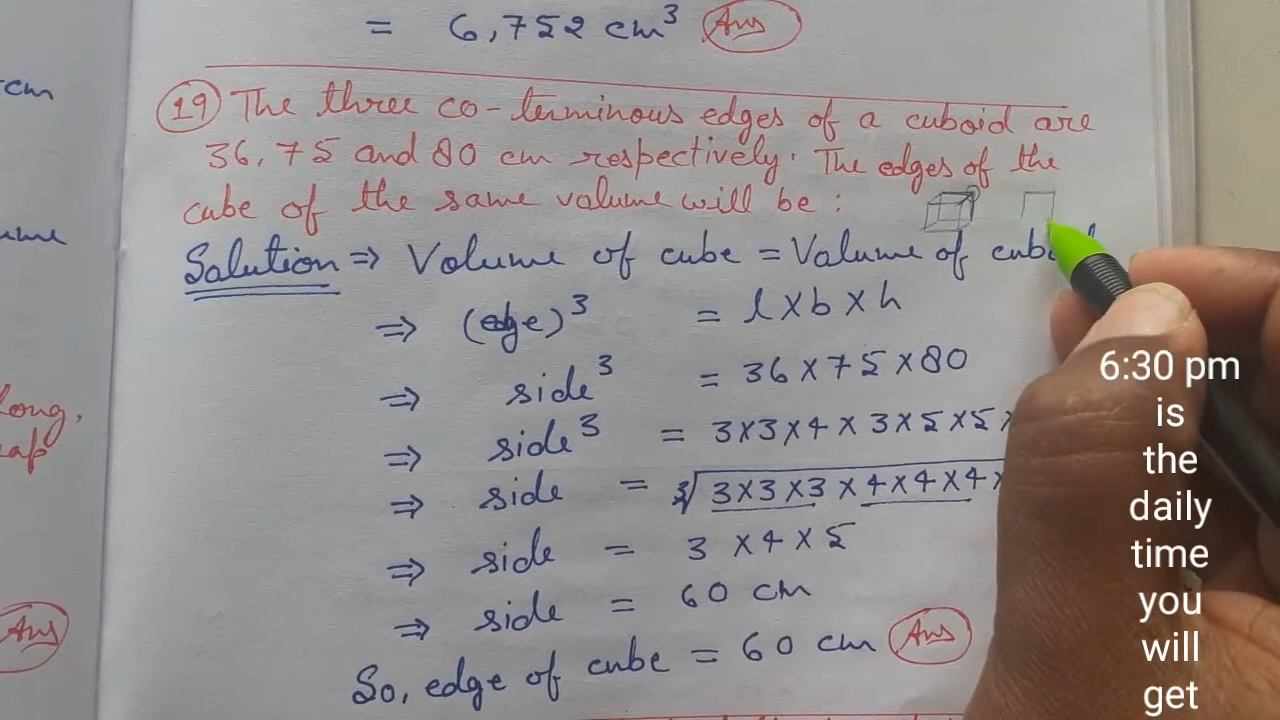 = 6,752 cm³ Ans
cm
19 The three co-terminous edges of a cuboid are
36, 75 and 80 cm respectively. The edges of the
cube of the same volume will be :
Solution ⇒ Volume of cube = Volume of
⇒ (edge)³ = l × b × h
⇒ side³ = 36 × 75 × 80
⇒ side³ = 3×3×4 × 3×5×5 ×
⇒ side = ∛3×3×3 × 4×4×4 ×
⇒ side = 3 × 4 × 5
⇒ side = 60 cm
So, edge of cube = 60 cm Ans
long,
Ans
6:30 pm
is
the
daily
time
you
will
get